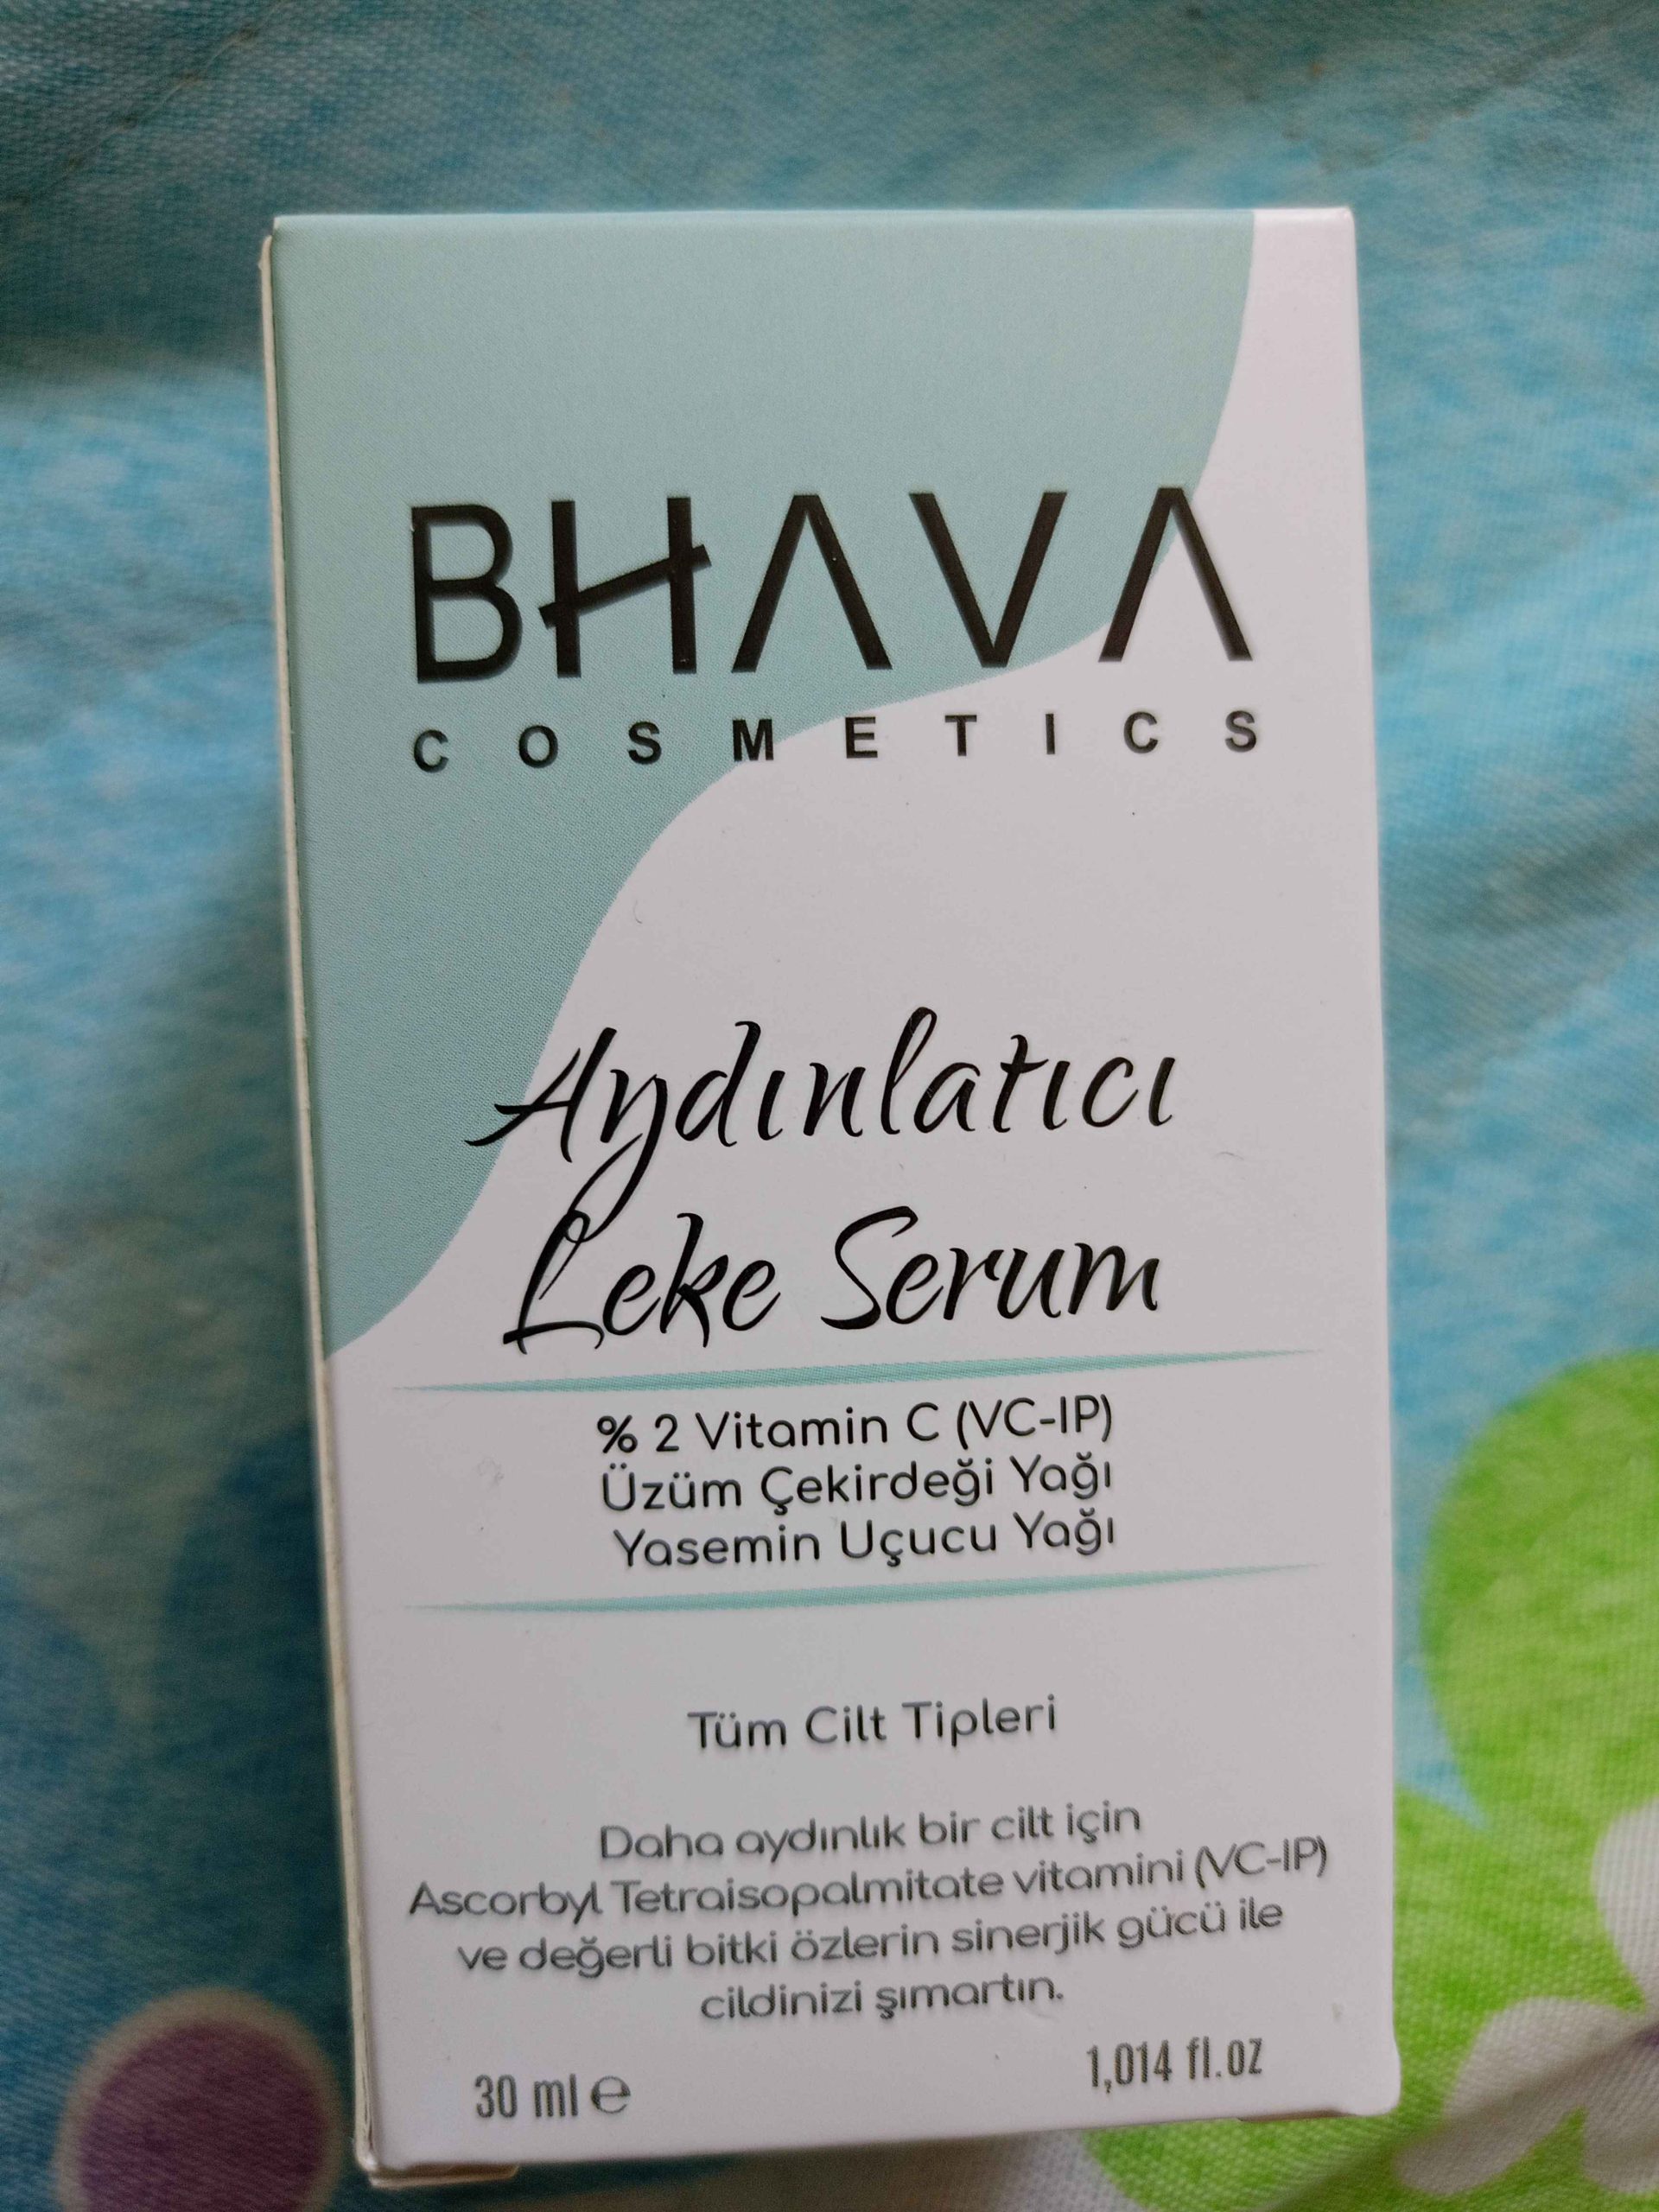 BHAVA
COSMETICS
Aydınlatıcı
Leke Serum
% 2 Vitamin C (VC-IP)
Üzüm Çekirdeği Yağı
Yasemin Uçucu Yağı
Tüm Cilt Tipleri
Daha aydınlık bir cilt için
Ascorbyl Tetraisopalmitate vitamini (VC-IP)
ve değerli bitki özlerin sinerjik gücü ile
cildinizi şımartın.
30 ml ℮
1,014 fl.oz